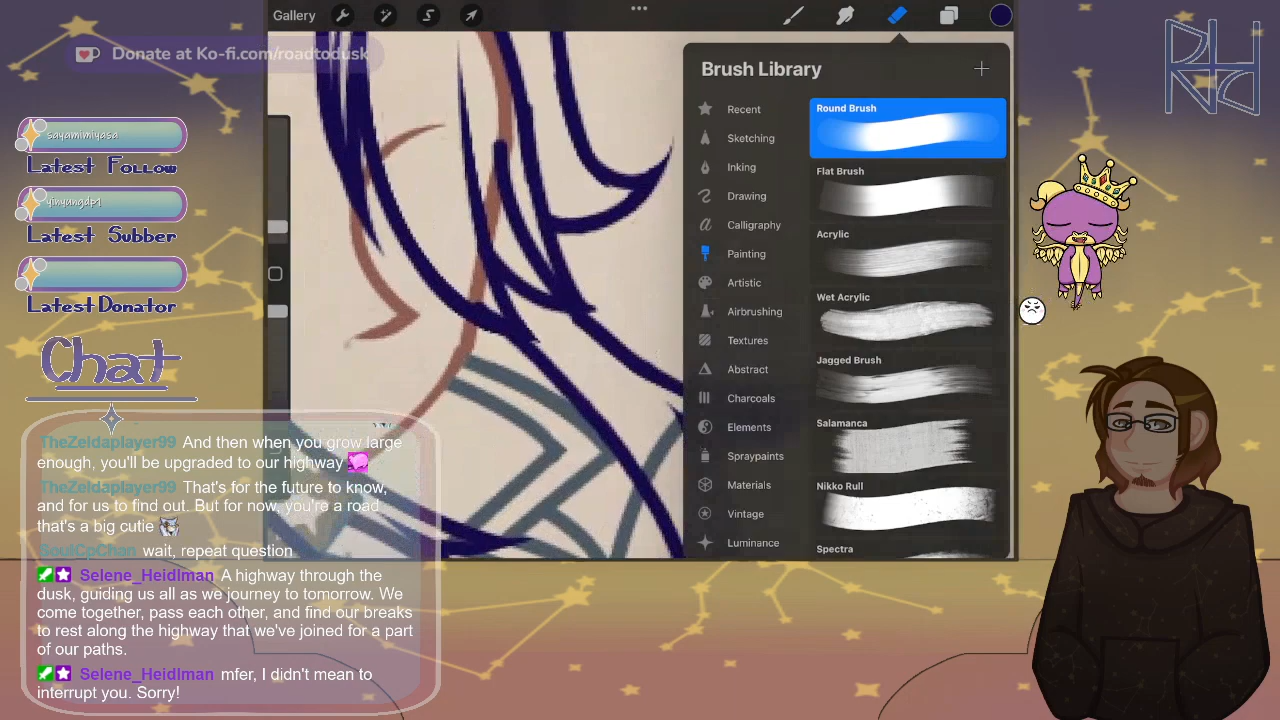 Gallery
Donate at Ko-fi.com/roadtodusk
sayamimiyasa
Latest Follow
yinyangdp1
Latest Subber
Latest Donator
Chat
TheZeldaplayer99 And then when you grow large
enough, you'll be upgraded to our highway
TheZeldaplayer99 That's for the future to know,
and for us to find out. But for now, you're a road
that's a big cutie
SoulCpChan wait, repeat question
Selene_Heidlman A highway through the
dusk, guiding us all as we journey to tomorrow. We
come together, pass each other, and find our breaks
to rest along the highway that we've joined for a part
of our paths.
Selene_Heidlman mfer, I didn't mean to
interrupt you. Sorry!
Brush Library
Recent
Sketching
Inking
Drawing
Calligraphy
Painting
Artistic
Airbrushing
Textures
Abstract
Charcoals
Elements
Spraypaints
Materials
Vintage
Luminance
Round Brush
Flat Brush
Acrylic
Wet Acrylic
Jagged Brush
Salamanca
Nikko Rull
Spectra